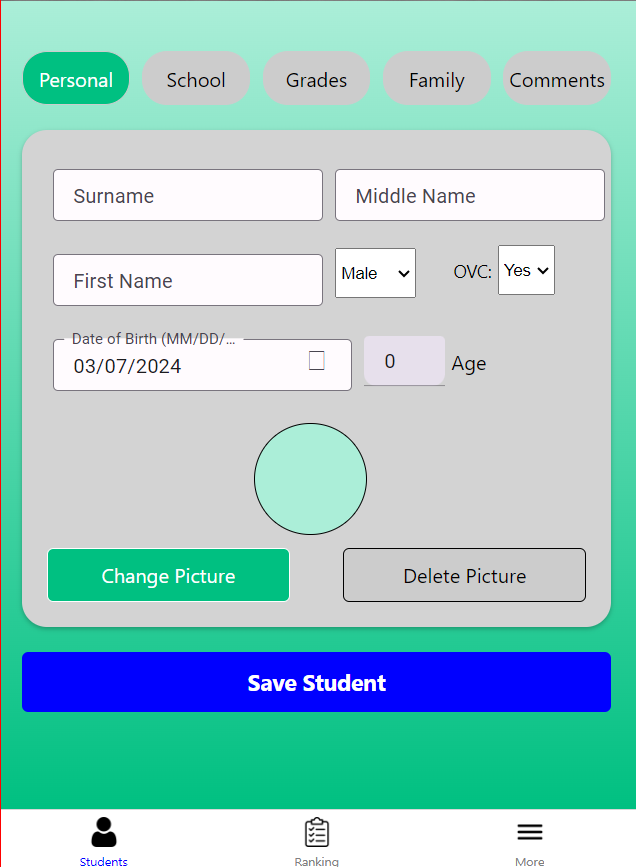 Personal School Grades Family Comments
Surname Middle Name
First Name Male OVC: Yes
Date of Birth (MM/DD/...
03/07/2024 0 Age
Change Picture Delete Picture
Save Student
Students Ranking More